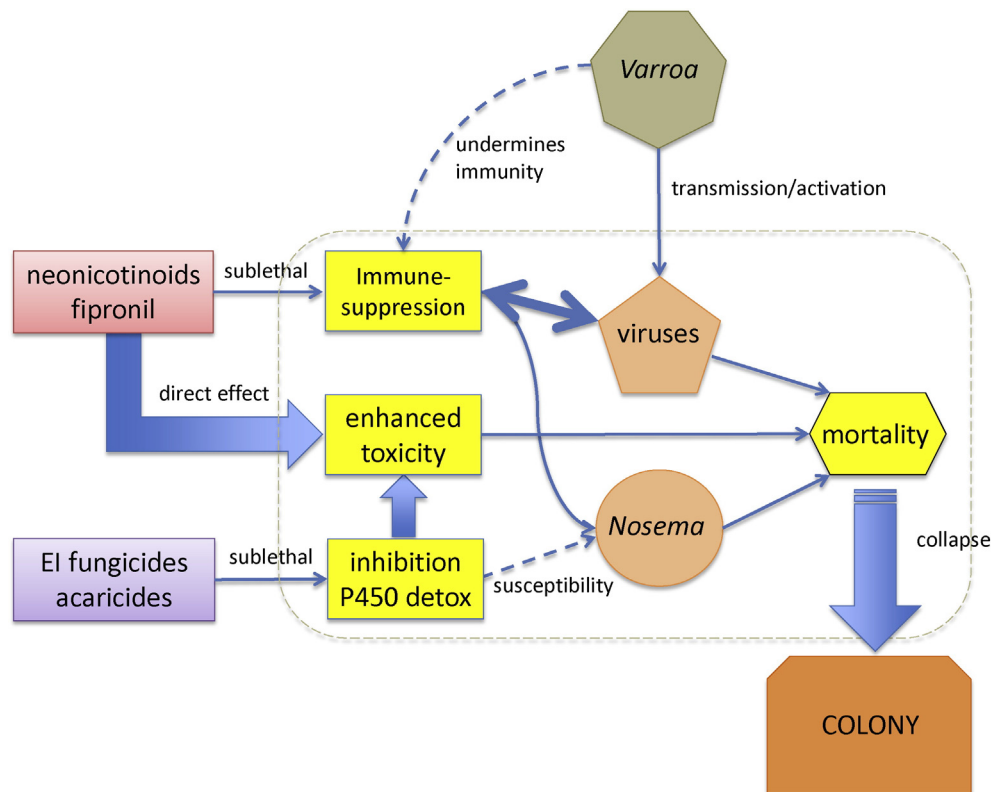 Varroa
undermines
immunity
transmission/activation
neonicotinoids
fipronil
sublethal
Immune-
suppression
viruses
direct effect
enhanced
toxicity
mortality
Nosema
collapse
EI fungicides
acaricides
sublethal
inhibition
P450 detox
susceptibility
COLONY